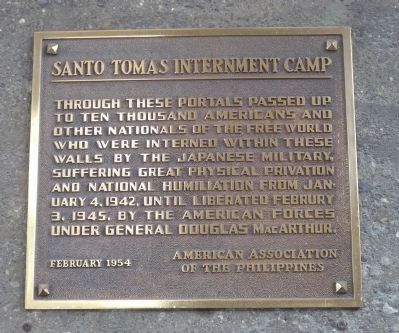 SANTO TOMAS INTERNMENT CAMP
THROUGH THESE PORTALS PASSED UP
TO TEN THOUSAND AMERICANS AND
OTHER NATIONALS OF THE FREE WORLD
WHO WERE INTERNED WITHIN THESE
WALLS BY THE JAPANESE MILITARY,
SUFFERING GREAT PHYSICAL PRIVATION
AND NATIONAL HUMILIATION FROM JAN-
UARY 4, 1942, UNTIL LIBERATED FEBRURY
3, 1945, BY THE AMERICAN FORCES
UNDER GENERAL DOUGLAS MACARTHUR.
FEBRUARY 1954
AMERICAN ASSOCIATION
OF THE PHILIPPINES